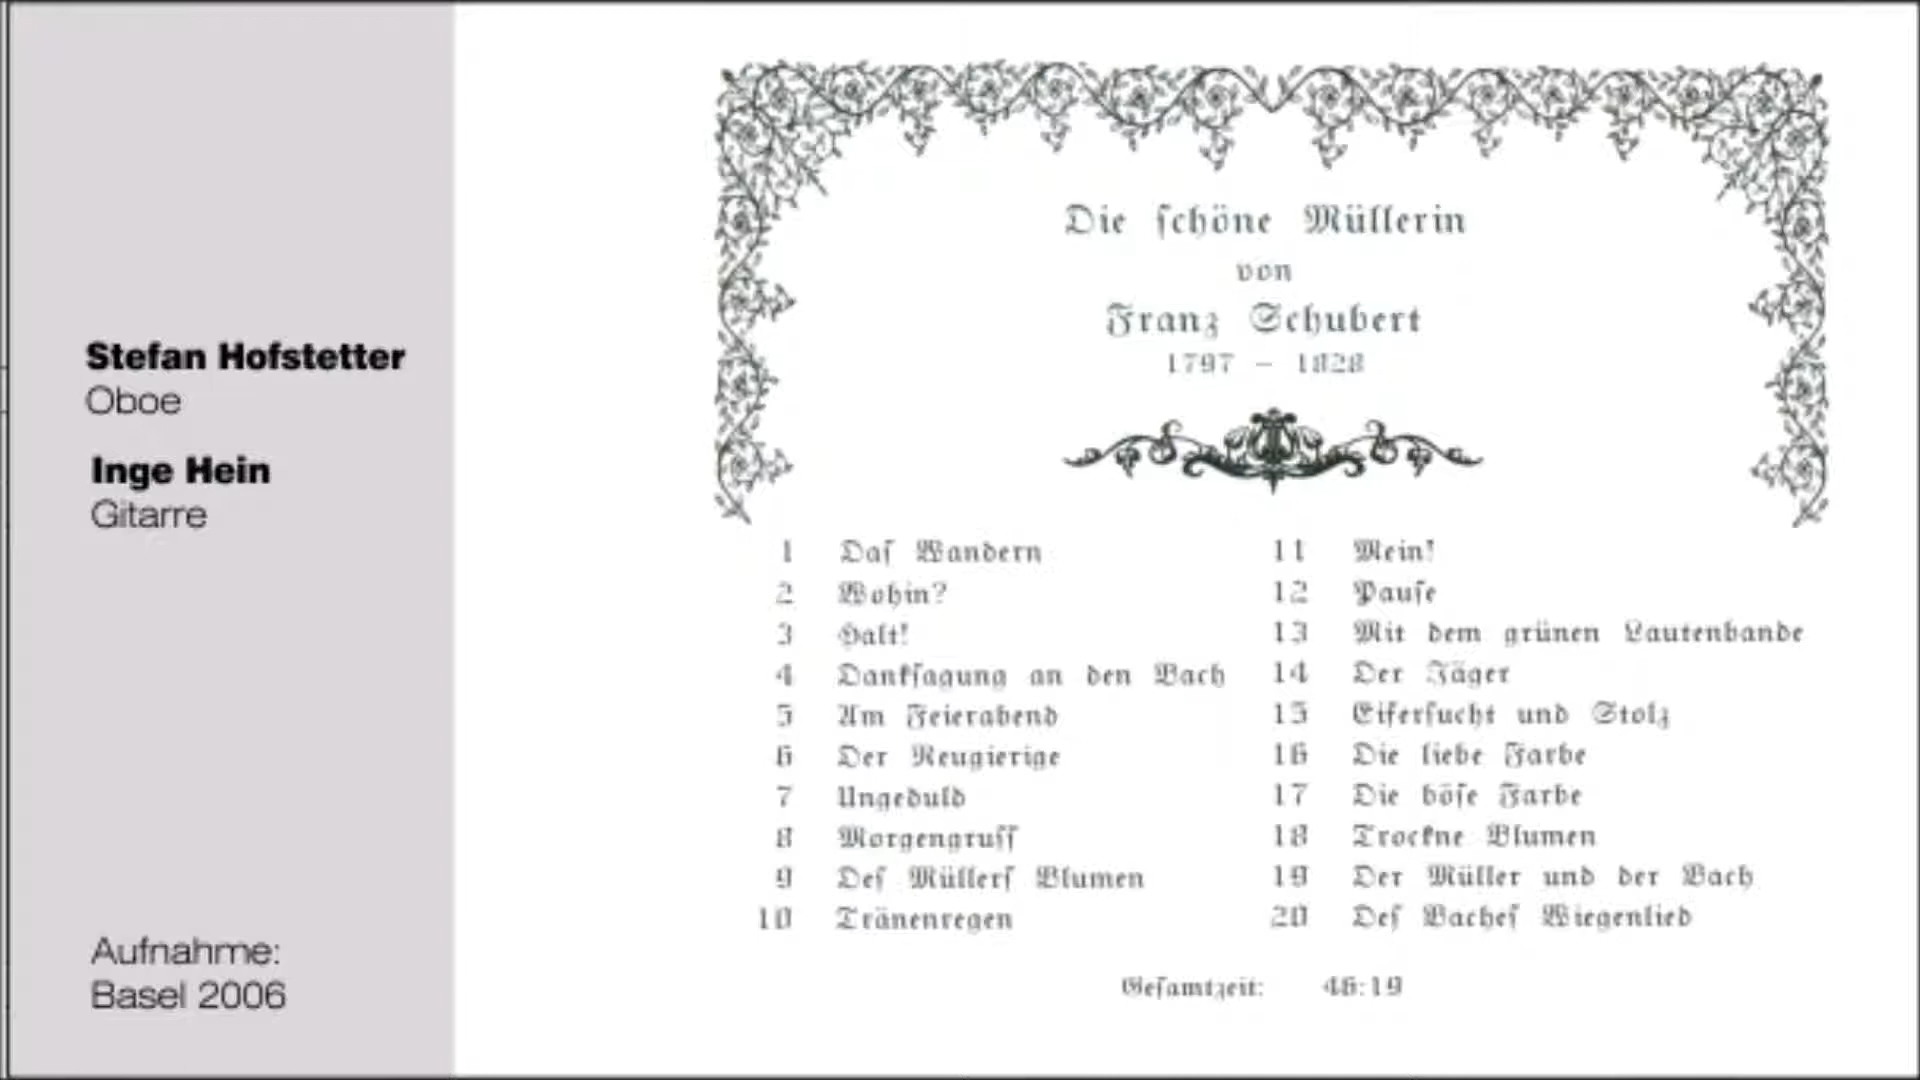 Stefan Hofstetter
Oboe
Inge Hein
Gitarre
Aufnahme:
Basel 2006
Die ſchöne Müllerin
von
Franz Schubert
1797 – 1828
1 Daſ Wandern
2 Wohin?
3 Halt!
4 Dankſagung an den Bach
5 Am Feierabend
6 Der Neugierige
7 Ungeduld
8 Morgengruſſ
9 Deſ Müllerſ Blumen
10 Tränenregen
11 Mein!
12 Pauſe
13 Mit dem grünen Lautenbande
14 Der Jäger
15 Eiferſucht und Stolz
16 Die liebe Farbe
17 Die böſe Farbe
18 Trockne Blumen
19 Der Müller und der Bach
20 Deſ Bacheſ Wiegenlied
Geſamtzeit: 46:19